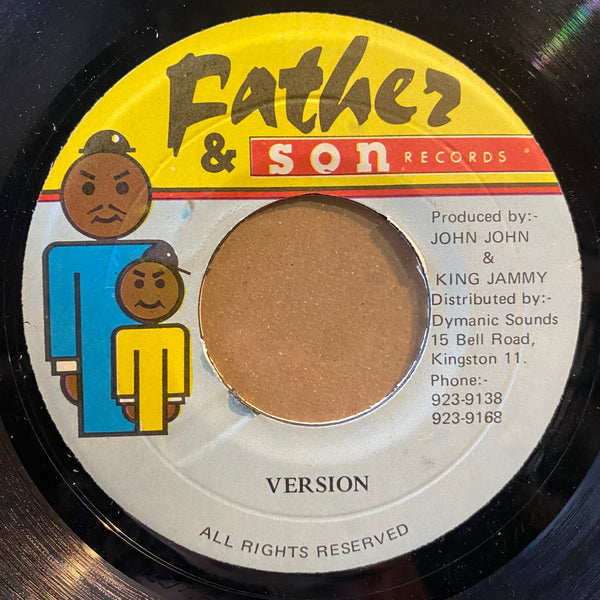 Father
& SON RECORDS
Produced by:-
JOHN JOHN
&
KING JAMMY
Distributed by:-
Dymanic Sounds
15 Bell Road,
Kingston 11.
Phone:-
923-9138
923-9168
VERSION
ALL RIGHTS RESERVED